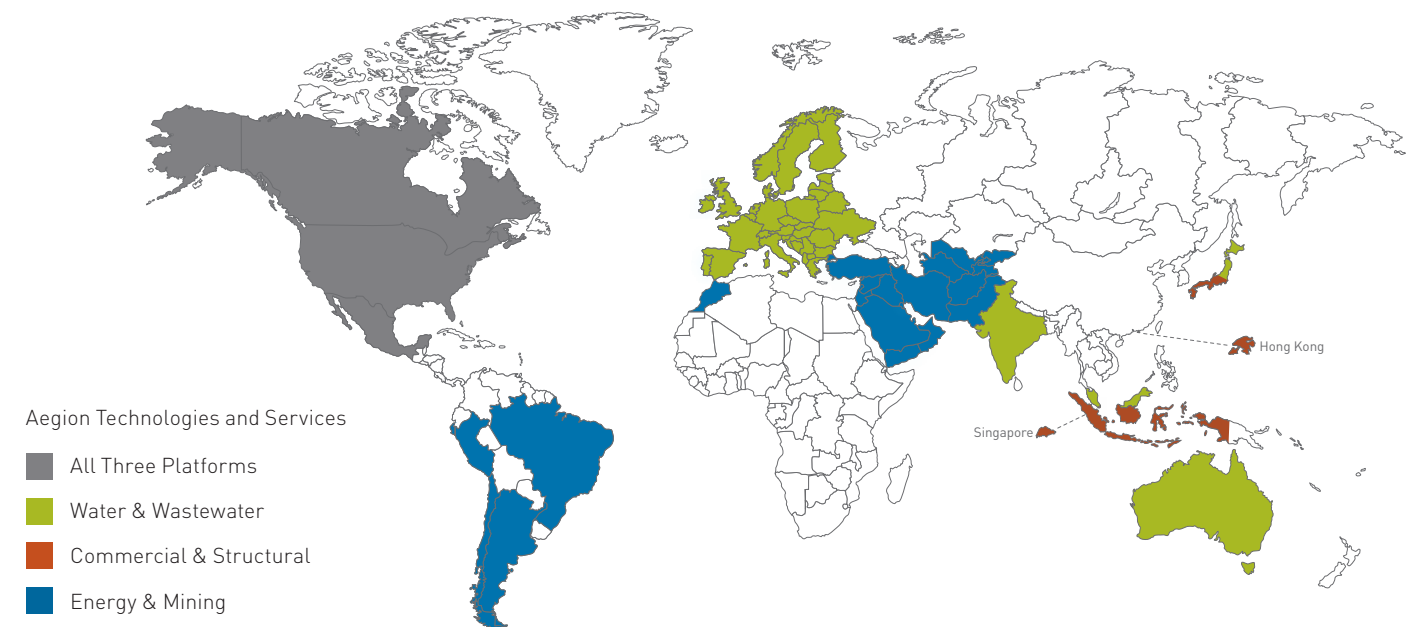 Hong Kong
Singapore
Aegion Technologies and Services
All Three Platforms
Water & Wastewater
Commercial & Structural
Energy & Mining